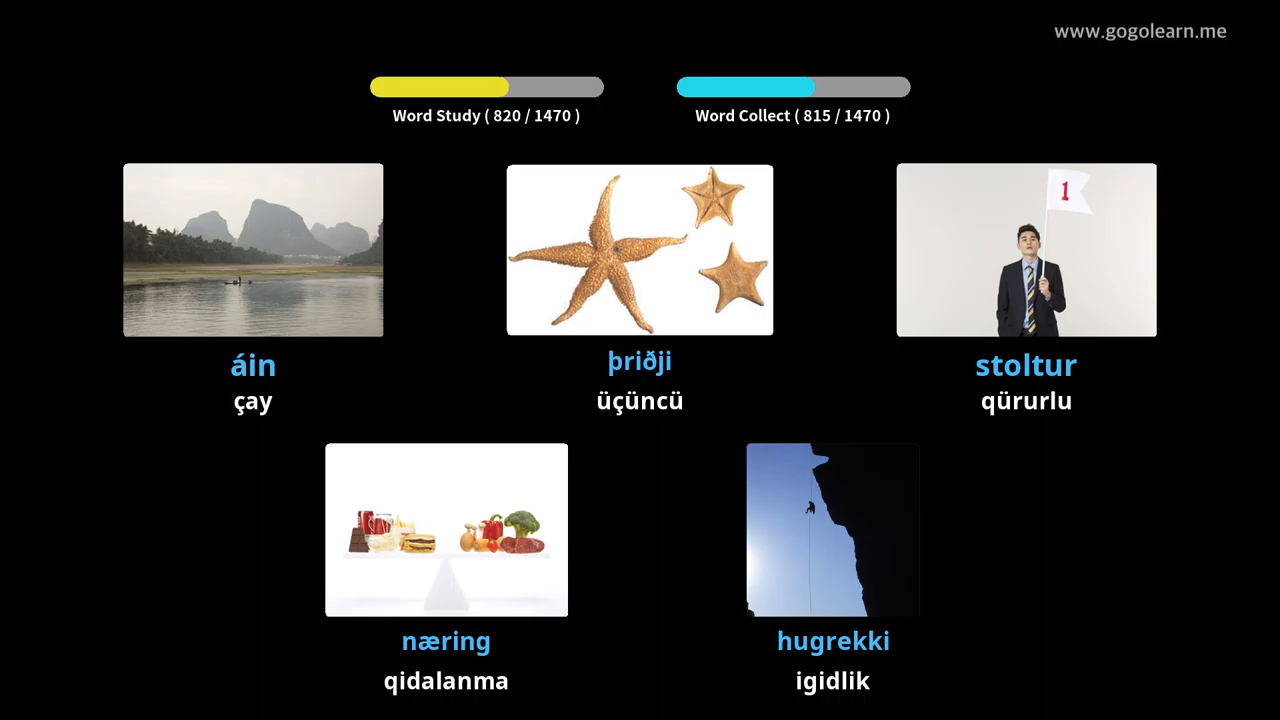 www.gogolearn.me
Word Study ( 820 / 1470 )
Word Collect ( 815 / 1470 )
1
áin
çay
þriðji
üçüncü
stoltur
qürurlu
næring
qidalanma
hugrekki
igidlik